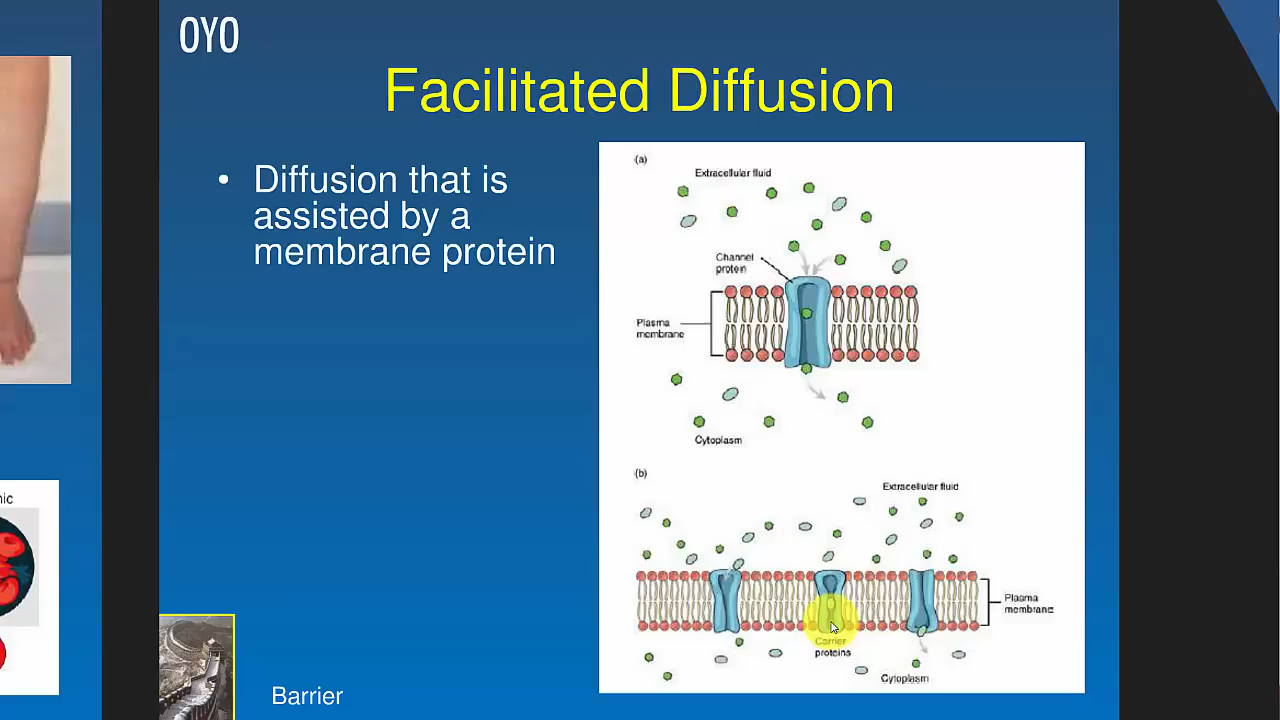 OYO
Facilitated Diffusion
• Diffusion that is
assisted by a
membrane protein
(a)
Extracellular fluid
Channel
protein
Plasma
membrane
Cytoplasm
(b)
Extracellular fluid
Plasma
membrane
Carrier
proteins
Cytoplasm
nic
Barrier